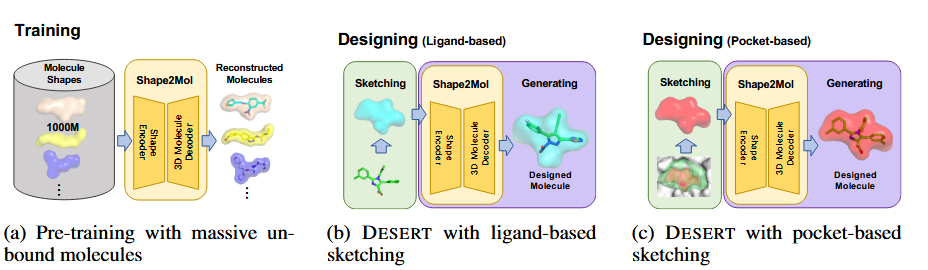 Training
Molecule
Shapes
1000M
Shape2Mol
Shape
Encoder
3D Molecule
Decoder
Reconstructed
Molecules
(a) Pre-training with massive un-
bound molecules
Designing (Ligand-based)
Sketching
Shape2Mol
Shape
Encoder
3D Molecule
Decoder
Generating
Designed
Molecule
(b) DESERT with ligand-based
sketching
Designing (Pocket-based)
Sketching
Shape2Mol
Shape
Encoder
3D Molecule
Decoder
Generating
Designed
Molecule
(c) DESERT with pocket-based
sketching